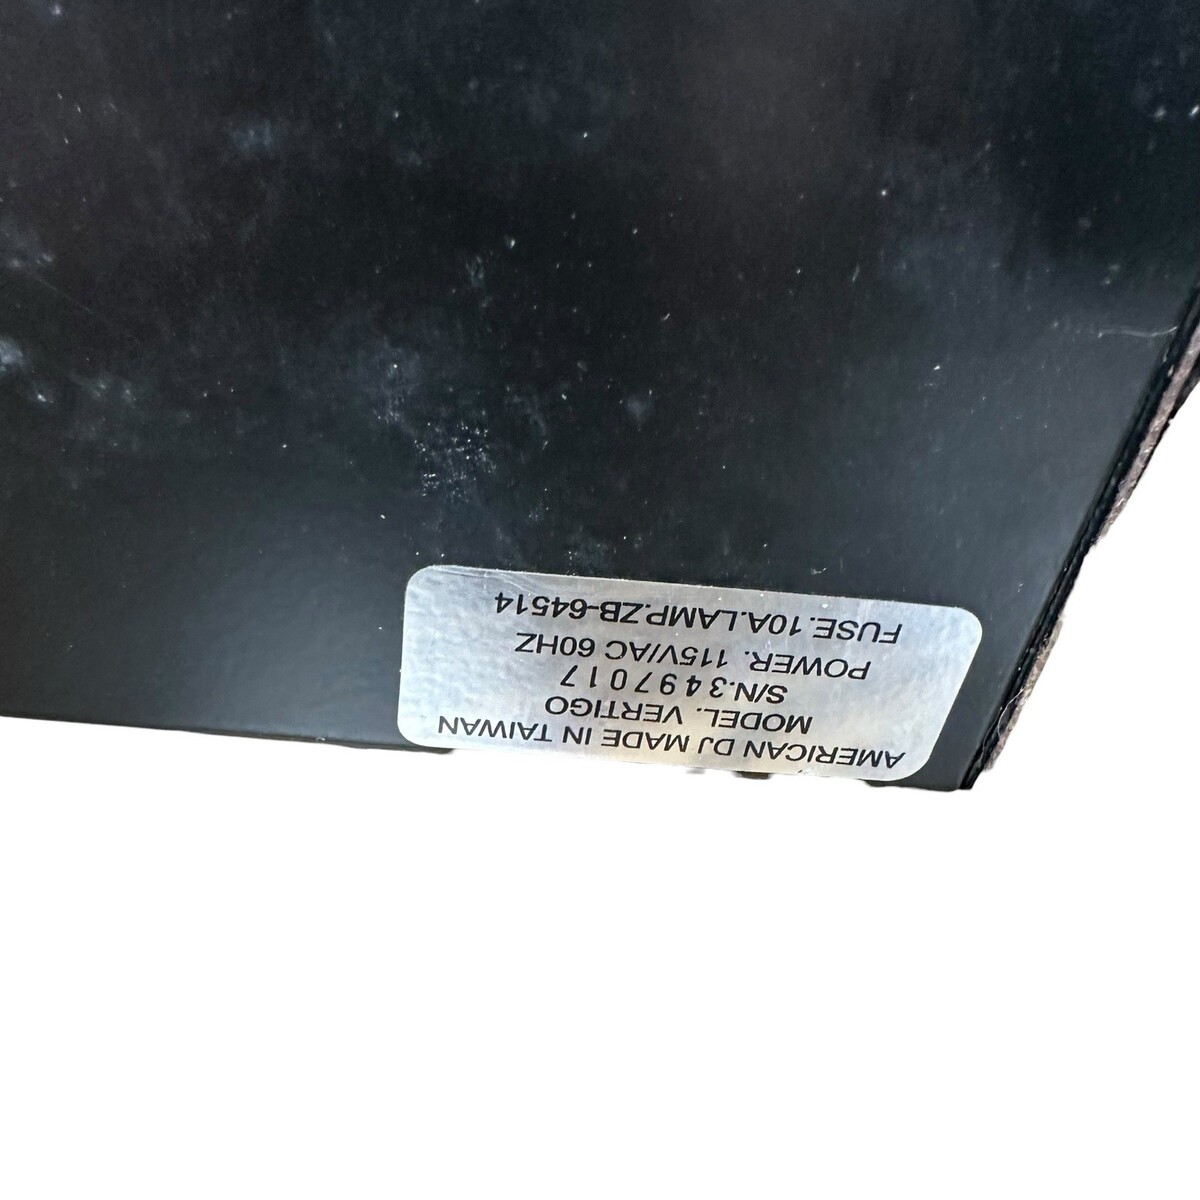 AMERICAN DJ MADE IN TAIWAN
MODEL. VERTIGO
S/N.3497017
POWER. 115V/AC 60HZ
FUSE.10A.LAMP.ZB-64514